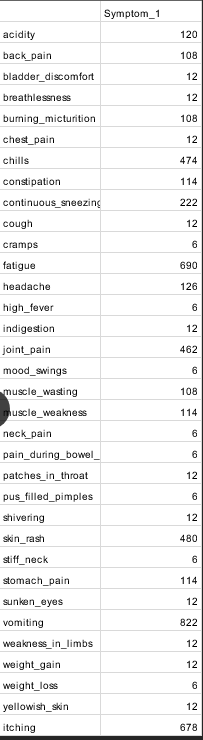 Symptom_1
acidity 120
back_pain 108
bladder_discomfort 12
breathlessness 12
burning_micturition 108
chest_pain 12
chills 474
constipation 114
continuous_sneezing 222
cough 12
cramps 6
fatigue 690
headache 126
high_fever 6
indigestion 12
joint_pain 462
mood_swings 6
muscle_wasting 108
muscle_weakness 114
neck_pain 6
pain_during_bowel_ 6
patches_in_throat 12
pus_filled_pimples 6
shivering 12
skin_rash 480
stiff_neck 6
stomach_pain 114
sunken_eyes 12
vomiting 822
weakness_in_limbs 12
weight_gain 12
weight_loss 6
yellowish_skin 12
itching 678